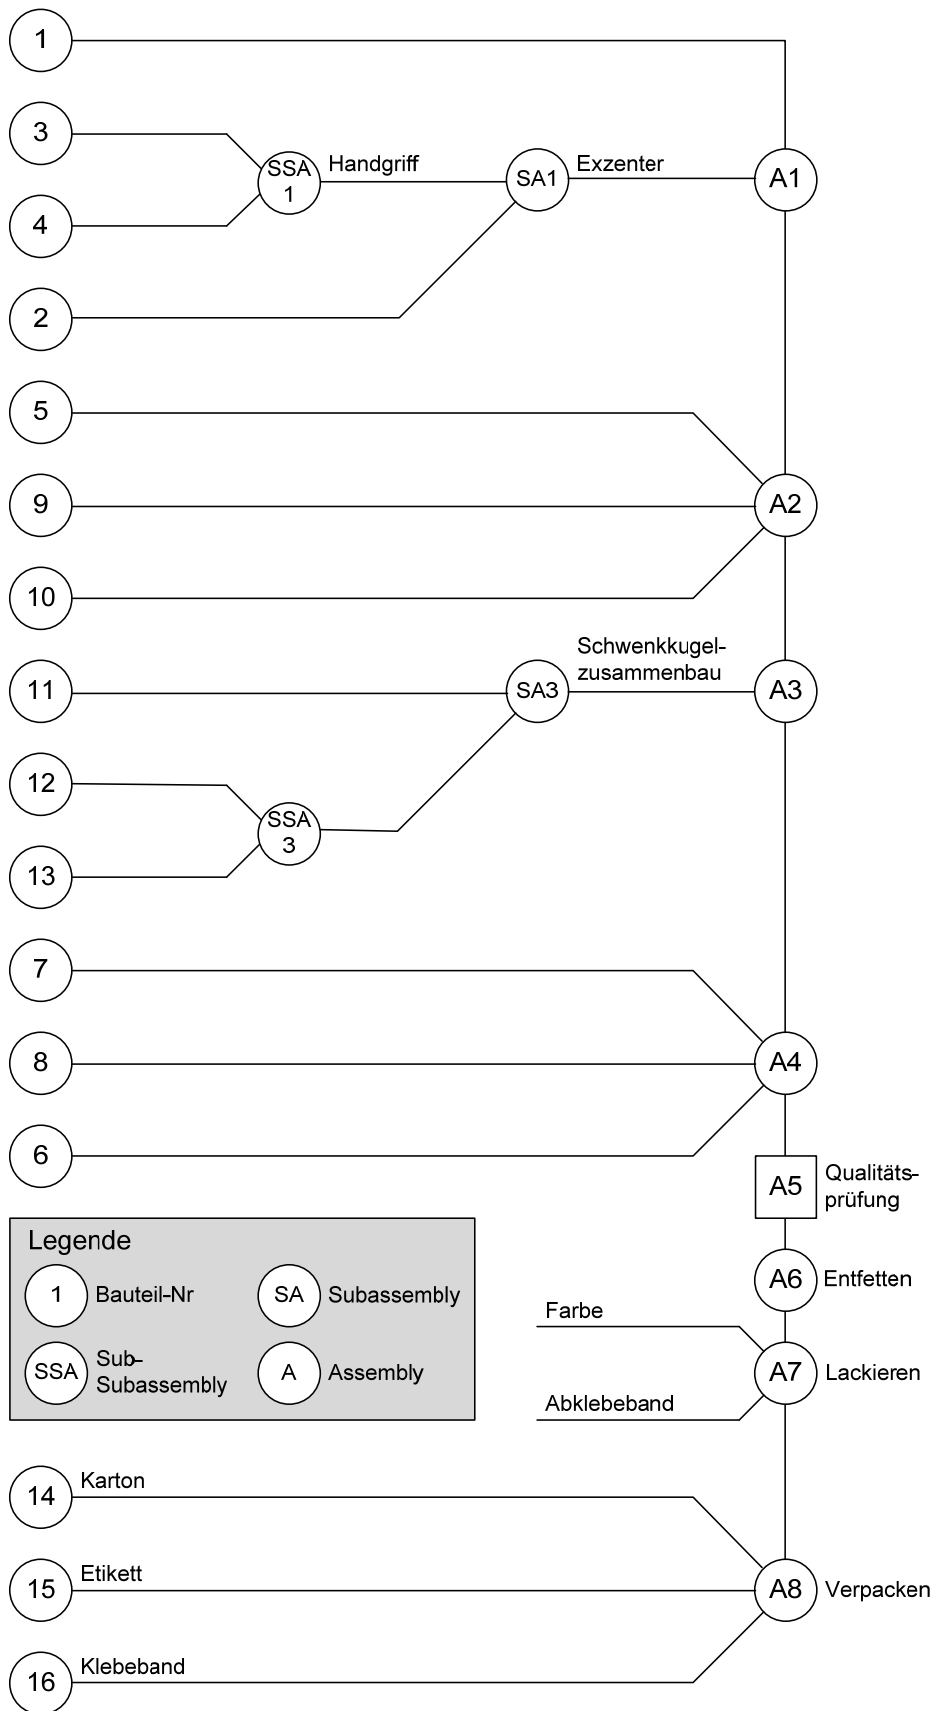 1
3
SSA
1
Handgriff
SA1
Exzenter
A1
4
2
5
9
A2
10
Schwenkkugel-
zusammenbau
11
SA3
A3
12
SSA
3
13
7
8
A4
6
A5
Qualitäts-
prüfung
Legende
1
Bauteil-Nr
SA
Subassembly
SSA
Sub-
Subassembly
A
Assembly
A6
Entfetten
Farbe
A7
Lackieren
Abklebeband
14
Karton
15
Etikett
A8
Verpacken
16
Klebeband